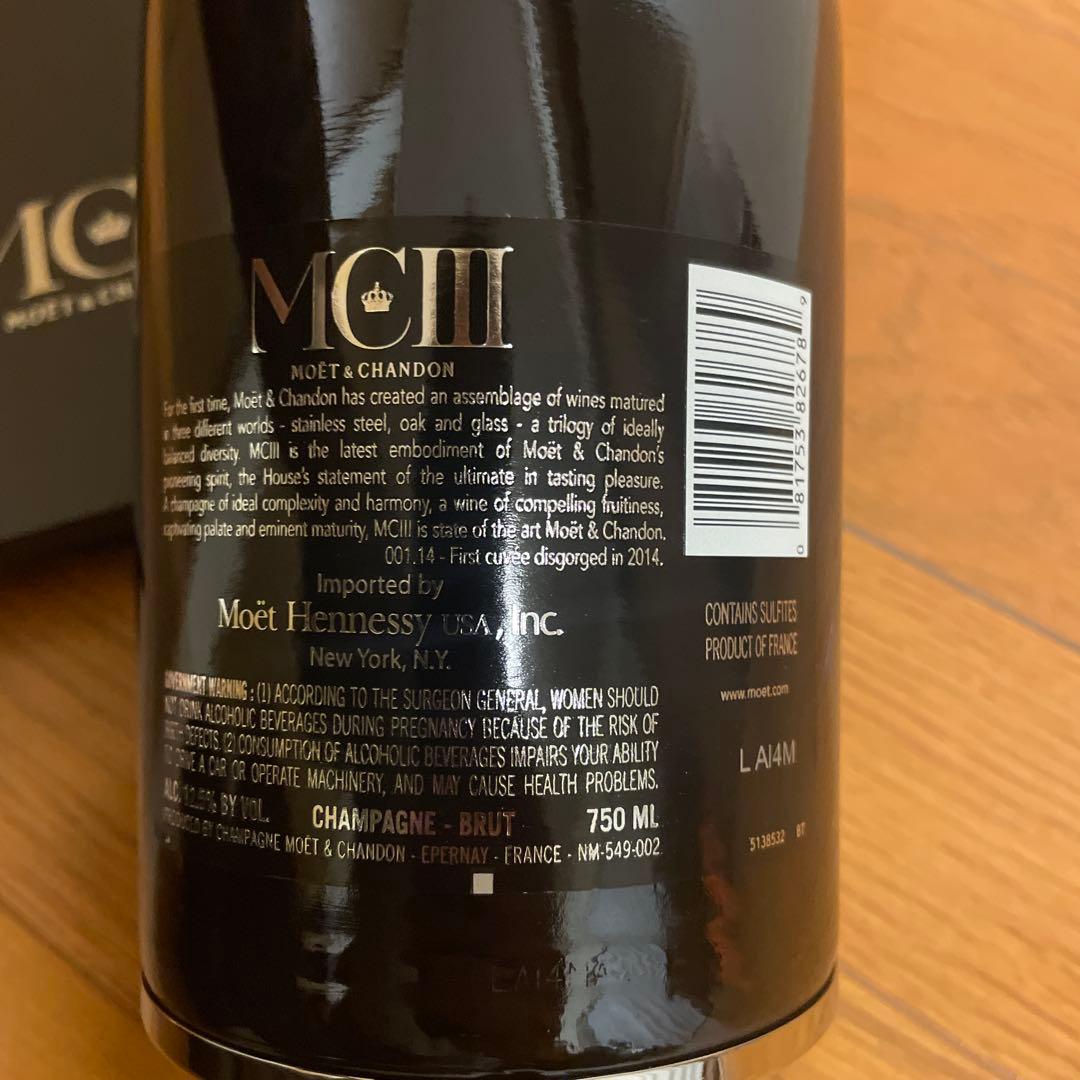 MC
MOËT & CH
MCIII
MOËT & CHANDON
For the first time, Moët & Chandon has created an assemblage of wines matured
in three different worlds - stainless steel, oak and glass - a trilogy of ideally
balanced diversity. MCIII is the latest embodiment of Moët & Chandon's
pioneering spirit, the House's statement of the ultimate in tasting pleasure.
A champagne of ideal complexity and harmony, a wine of compelling fruitiness,
captivating palate and eminent maturity, MCIII is state of the art Moët & Chandon.
001.14 - First cuvée disgorged in 2014.
Imported by
Moët Hennessy USA, Inc.
New York, N.Y.
GOVERNMENT WARNING : (1) ACCORDING TO THE SURGEON GENERAL, WOMEN SHOULD
NOT DRINK ALCOHOLIC BEVERAGES DURING PREGNANCY BECAUSE OF THE RISK OF
BIRTH DEFECTS. (2) CONSUMPTION OF ALCOHOLIC BEVERAGES IMPAIRS YOUR ABILITY
TO DRIVE A CAR OR OPERATE MACHINERY, AND MAY CAUSE HEALTH PROBLEMS.
ALC. BY VOL.
CHAMPAGNE - BRUT
750 ML
PRODUCED BY CHAMPAGNE MOËT & CHANDON - EPERNAY - FRANCE - NM-549-002
0 81753 82678 9
CONTAINS SULFITES
PRODUCT OF FRANCE
www.moet.com
L AI4M
5138532 BT